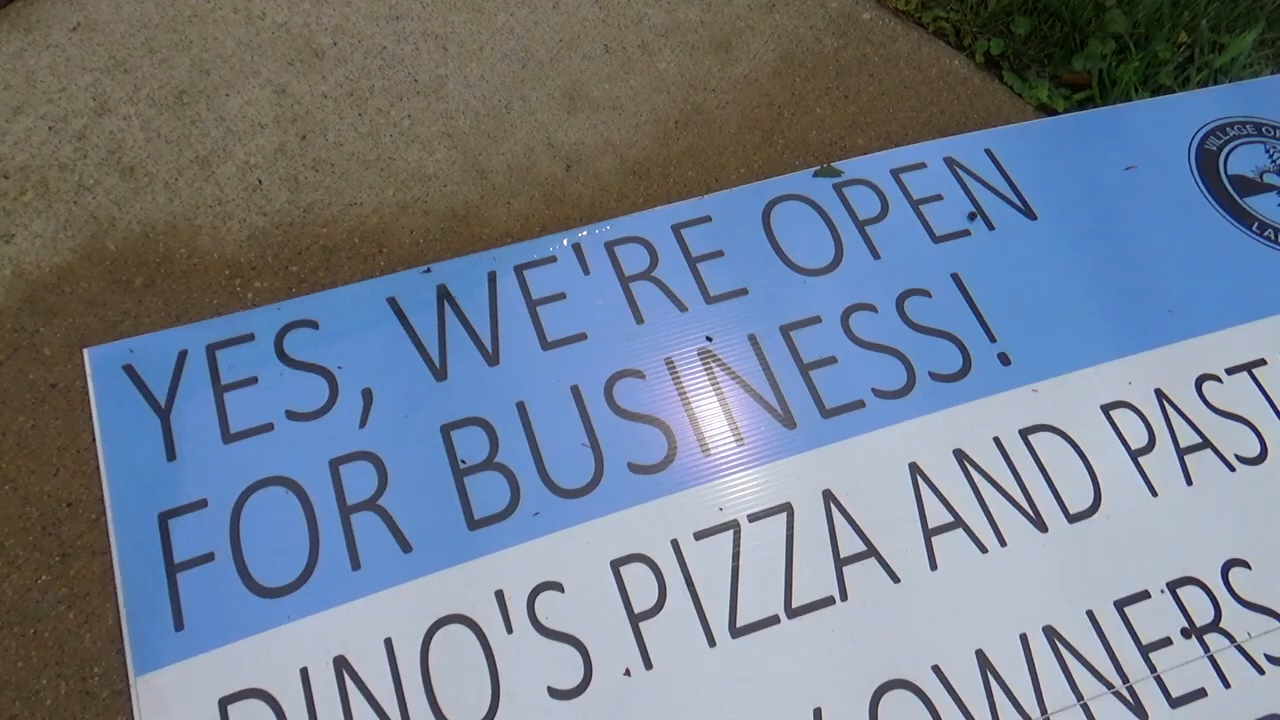 YES, WE'RE OPEN
FOR BUSINESS!
VILLAGE
DINO'S PIZZA AND PAST
OWNERS